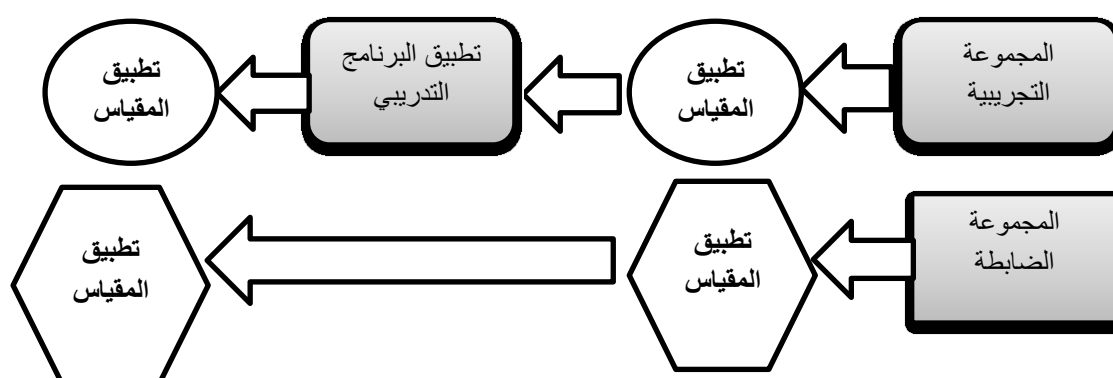 المجموعة
التجريبية
تطبيق
المقياس
تطبيق البرنامج
التدريبي
تطبيق
المقياس
المجموعة
الضابطة
تطبيق
المقياس
تطبيق
المقياس